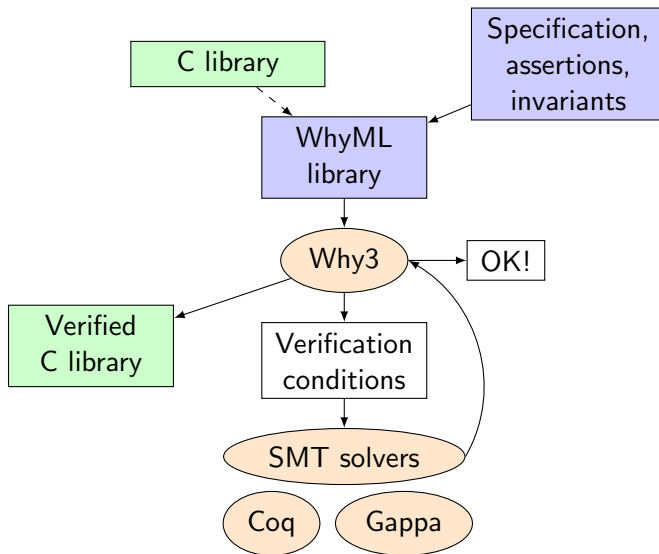 C library
Specification,
assertions,
invariants
WhyML
library
Why3
OK!
Verified
C library
Verification
conditions
SMT solvers
Coq
Gappa